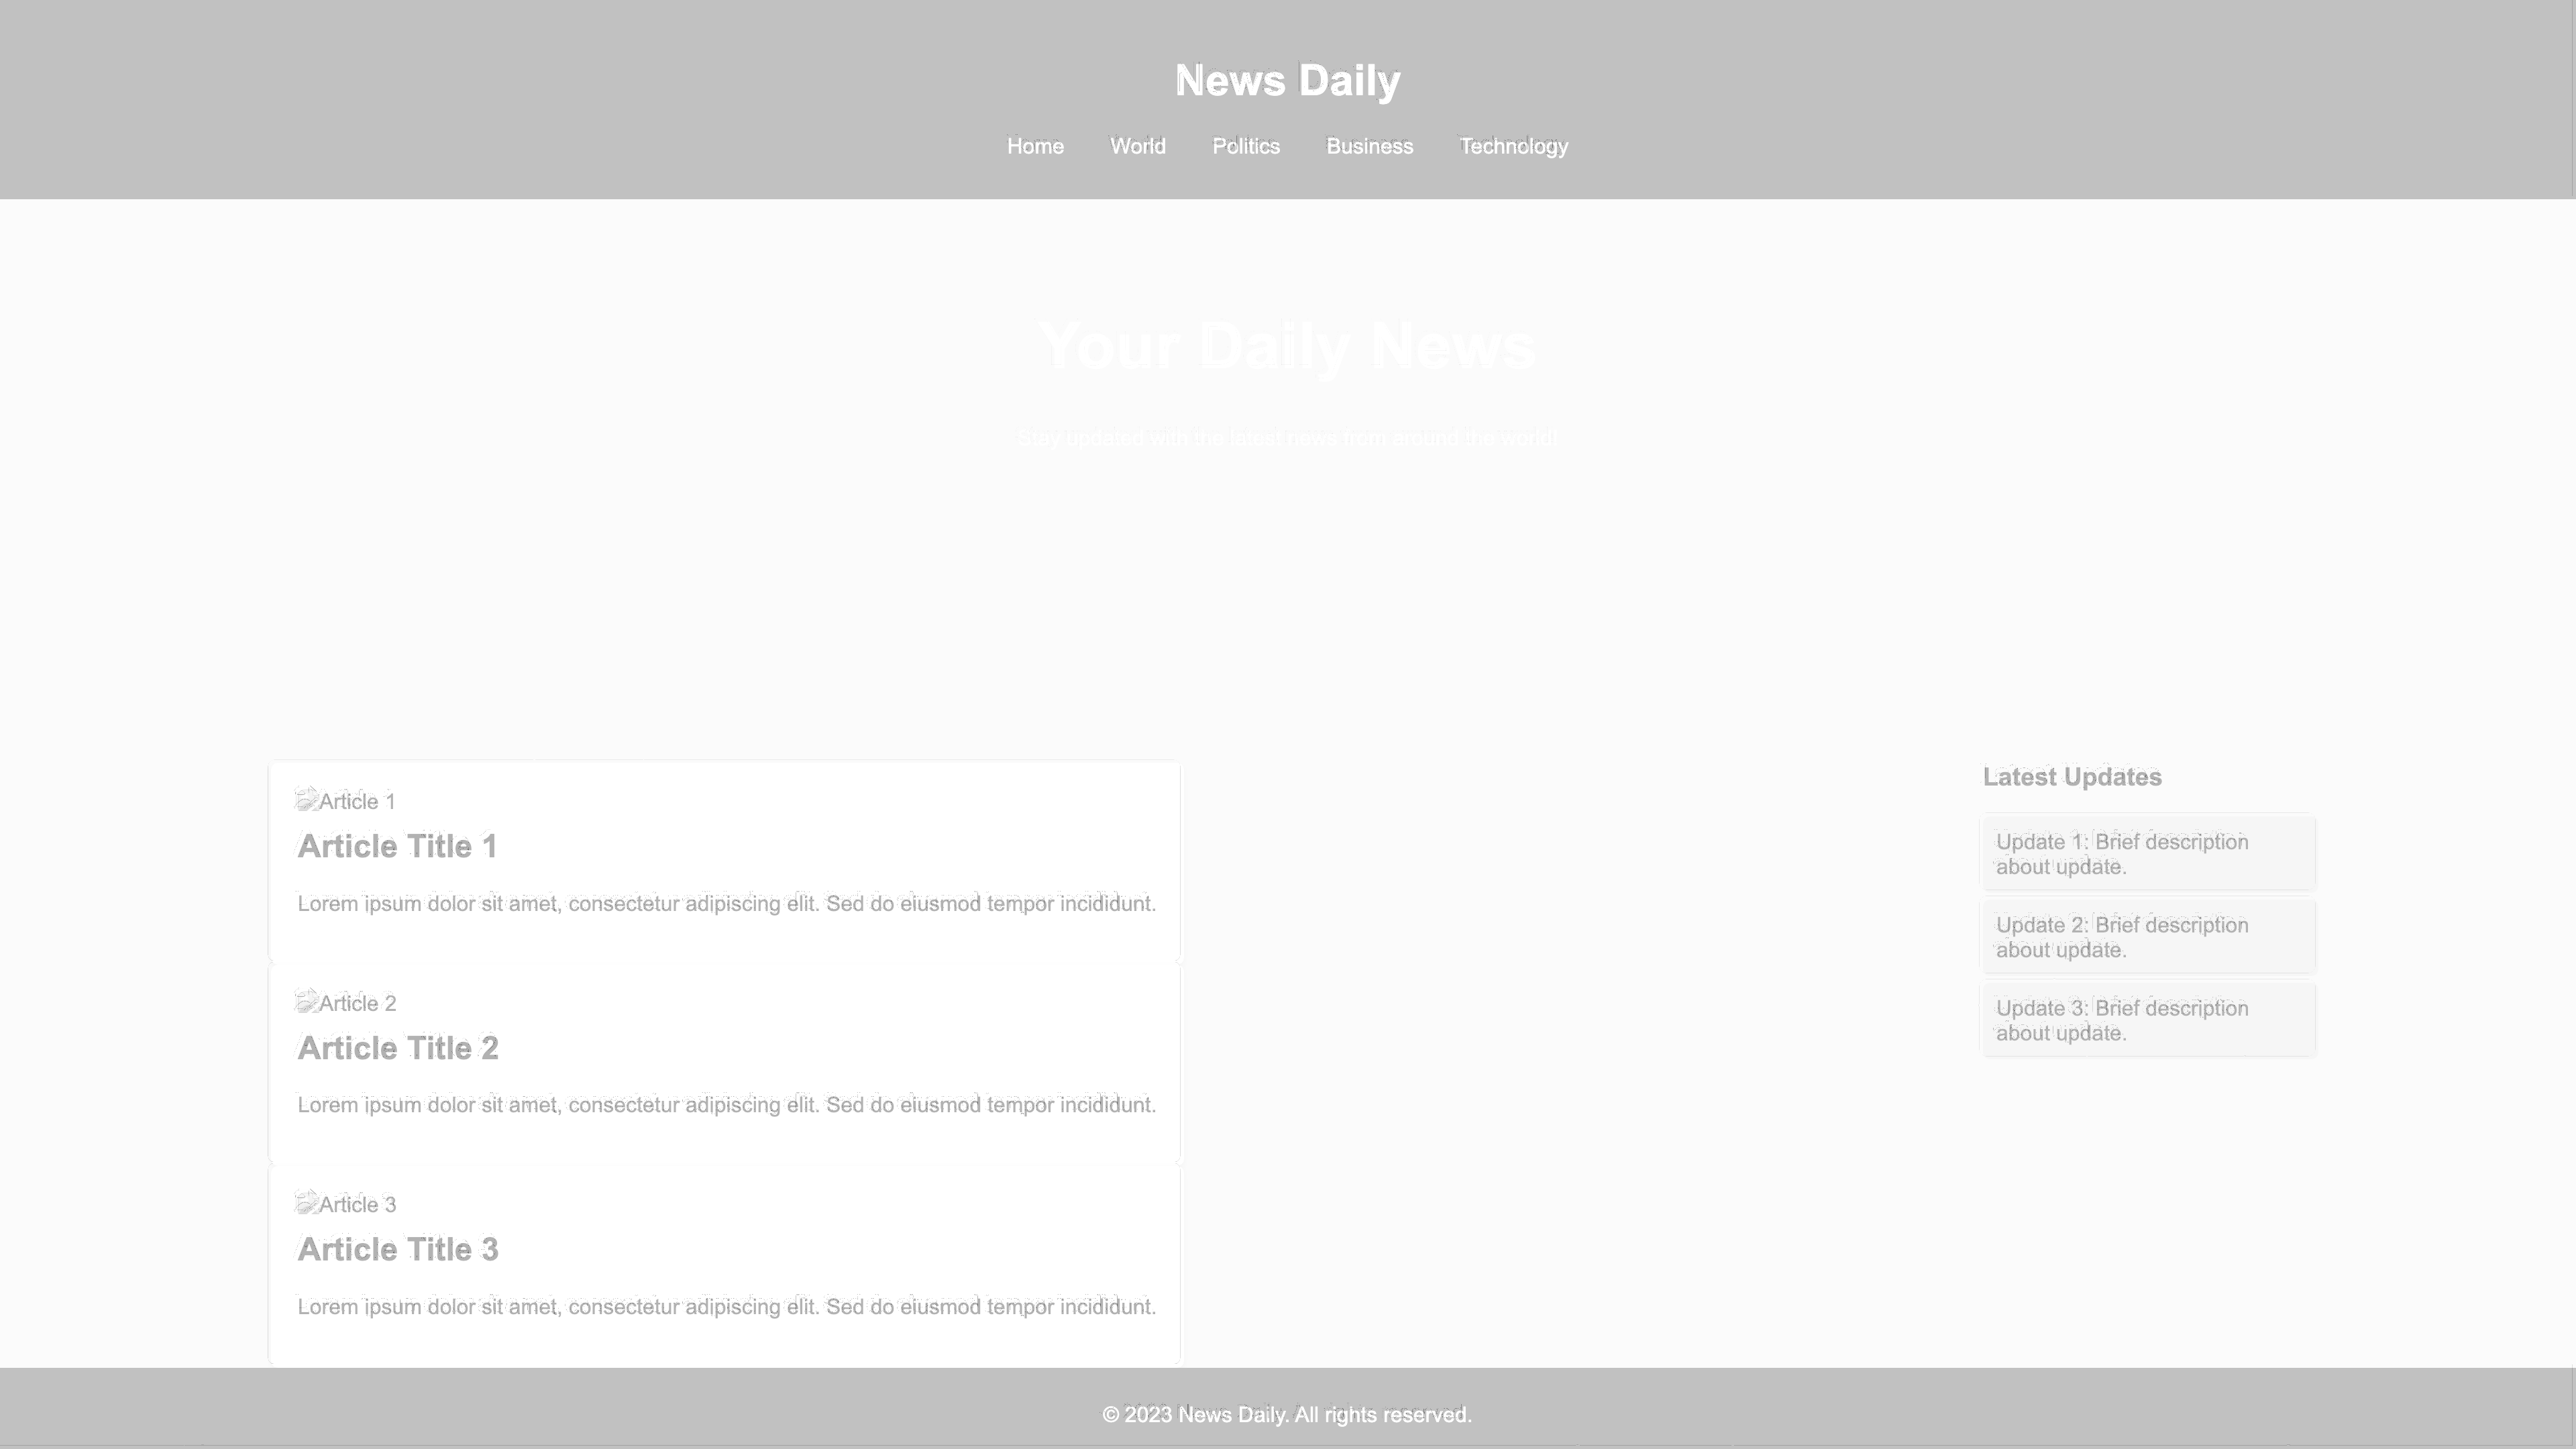 News Daily
Home World Politics Business Technology
Your Daily News
Stay updated with the latest news from around the world!
Article 1
Article Title 1
Lorem ipsum dolor sit amet, consectetur adipiscing elit. Sed do eiusmod tempor incididunt.
Article 2
Article Title 2
Lorem ipsum dolor sit amet, consectetur adipiscing elit. Sed do eiusmod tempor incididunt.
Article 3
Article Title 3
Lorem ipsum dolor sit amet, consectetur adipiscing elit. Sed do eiusmod tempor incididunt.
Latest Updates
Update 1: Brief description
about update.
Update 2: Brief description
about update.
Update 3: Brief description
about update.
© 2023 News Daily. All rights reserved.